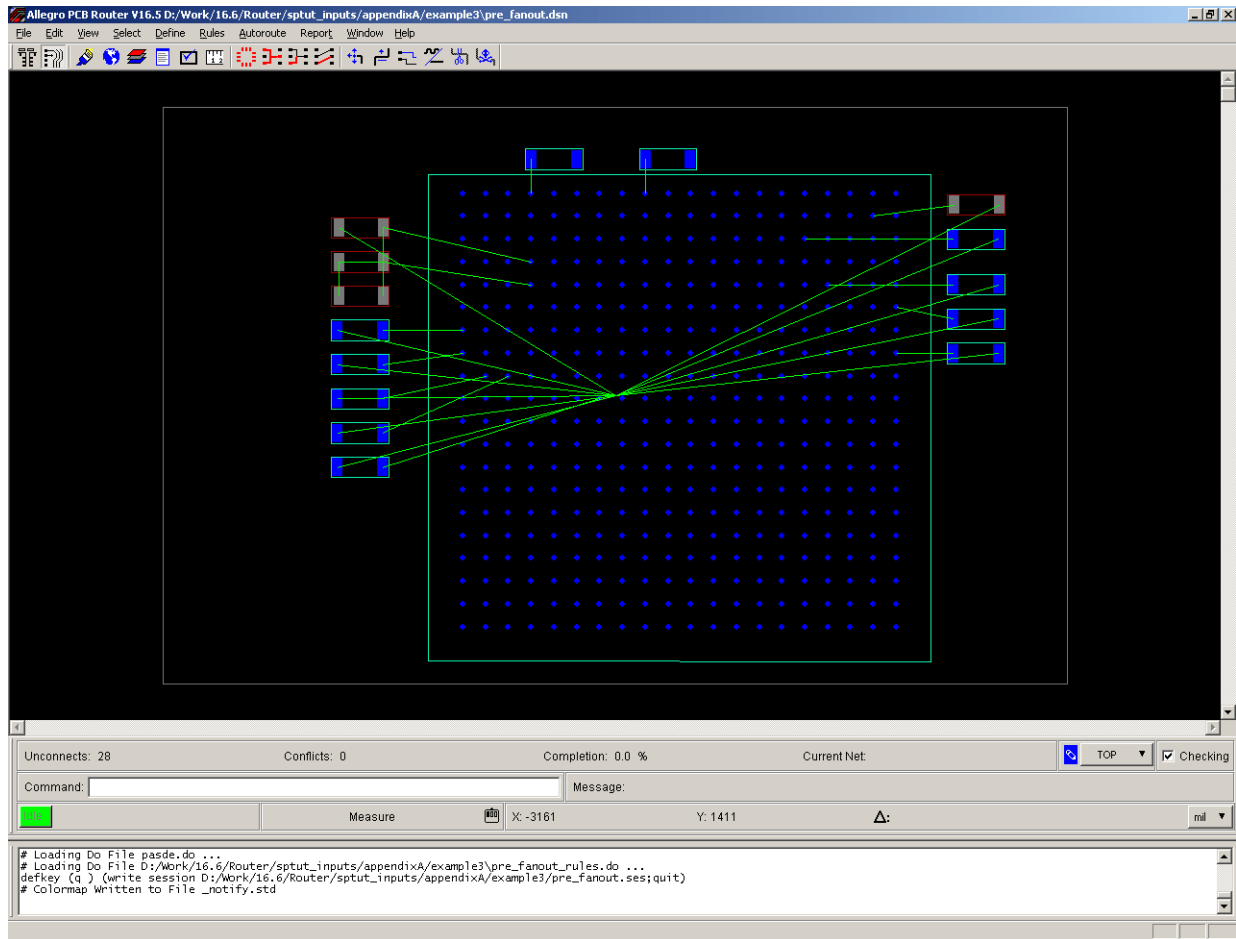 Allegro PCB Router V16.5 D:/Work/16.6/Router/sptut_inputs/appendixA/example3\pre_fanout.dsn
File Edit View Select Define Rules Autoroute Report Window Help
Unconnects: 28 Conflicts: 0 Completion: 0.0 % Current Net: TOP Checking
Command: Message:
Idle Measure X: -3161 Y: 1411 Δ: mil
# Loading Do File pasde.do ...
# Loading Do File D:/Work/16.6/Router/sptut_inputs/appendixA/example3\pre_fanout_rules.do ...
defkey (q ) (write session D:/Work/16.6/Router/sptut_inputs/appendixA/example3/pre_fanout.ses;quit)
# Colormap Written to File _notify.std